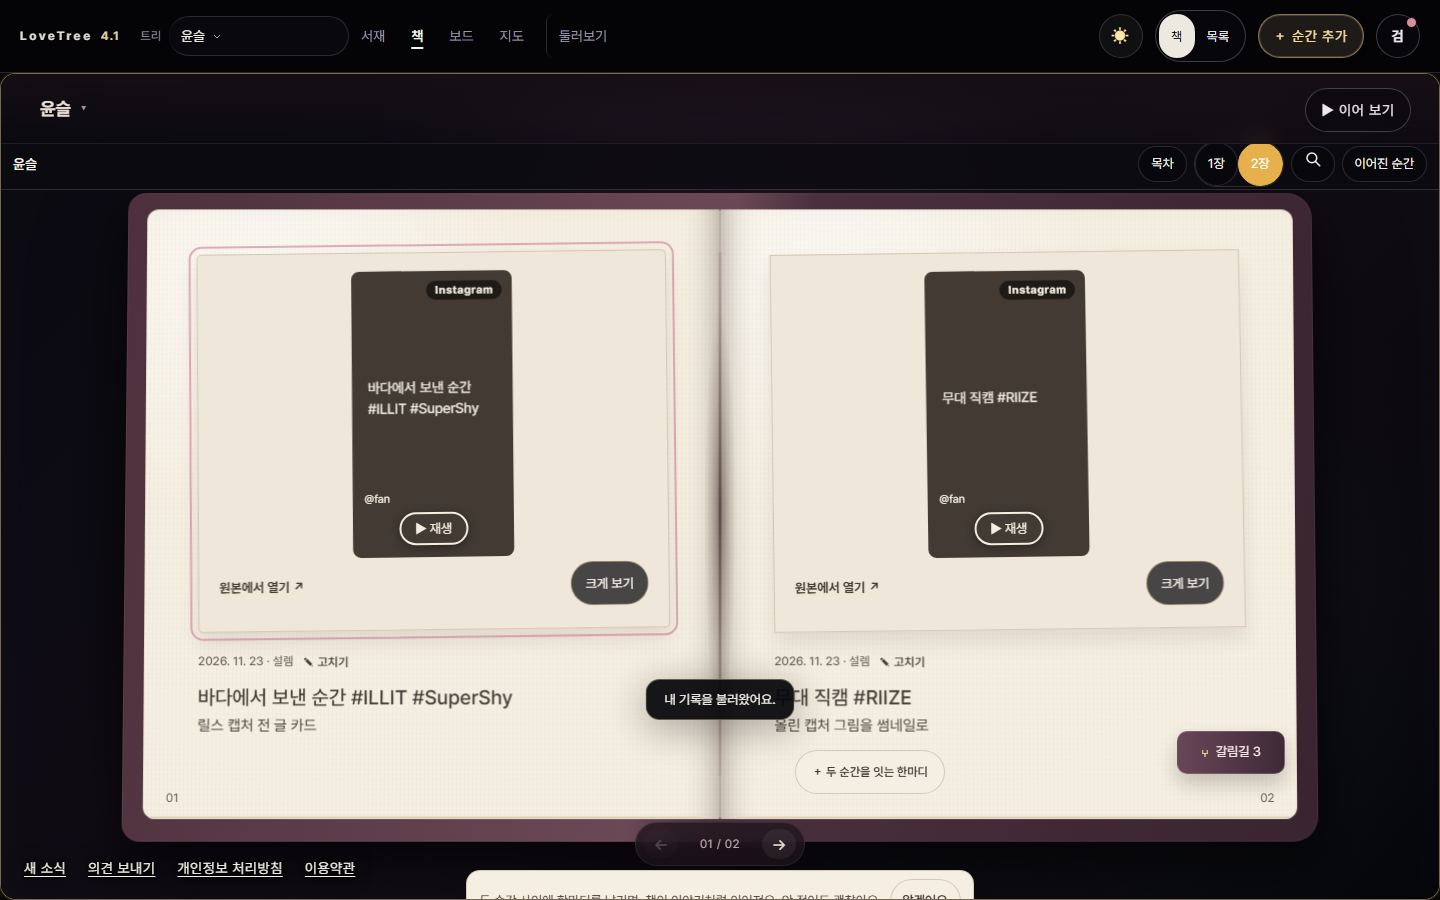 LoveTree 4.1
트리
윤슬
서재
책
보드
지도
둘러보기
책
목록
+ 순간 추가
검
윤슬
▶ 이어 보기
윤슬
목차
1장
2장
이어진 순간
Instagram
바다에서 보낸 순간
#ILLIT #SuperShy
@fan
▶ 재생
원본에서 열기 ↗
크게 보기
2026. 11. 23 · 설렘
고치기
바다에서 보낸 순간 #ILLIT #SuperShy
릴스 캡처 전 글 카드
01
Instagram
무대 직캠 #RIIZE
@fan
▶ 재생
원본에서 열기 ↗
크게 보기
2026. 11. 23 · 설렘
고치기
대 직캠 #RIIZE
올린 캡처 그림을 썸네일로
+ 두 순간을 잇는 한마디
갈림길 3
02
내 기록을 불러왔어요.
← 01 / 02 →
새 소식
의견 보내기
개인정보 처리방침
이용약관